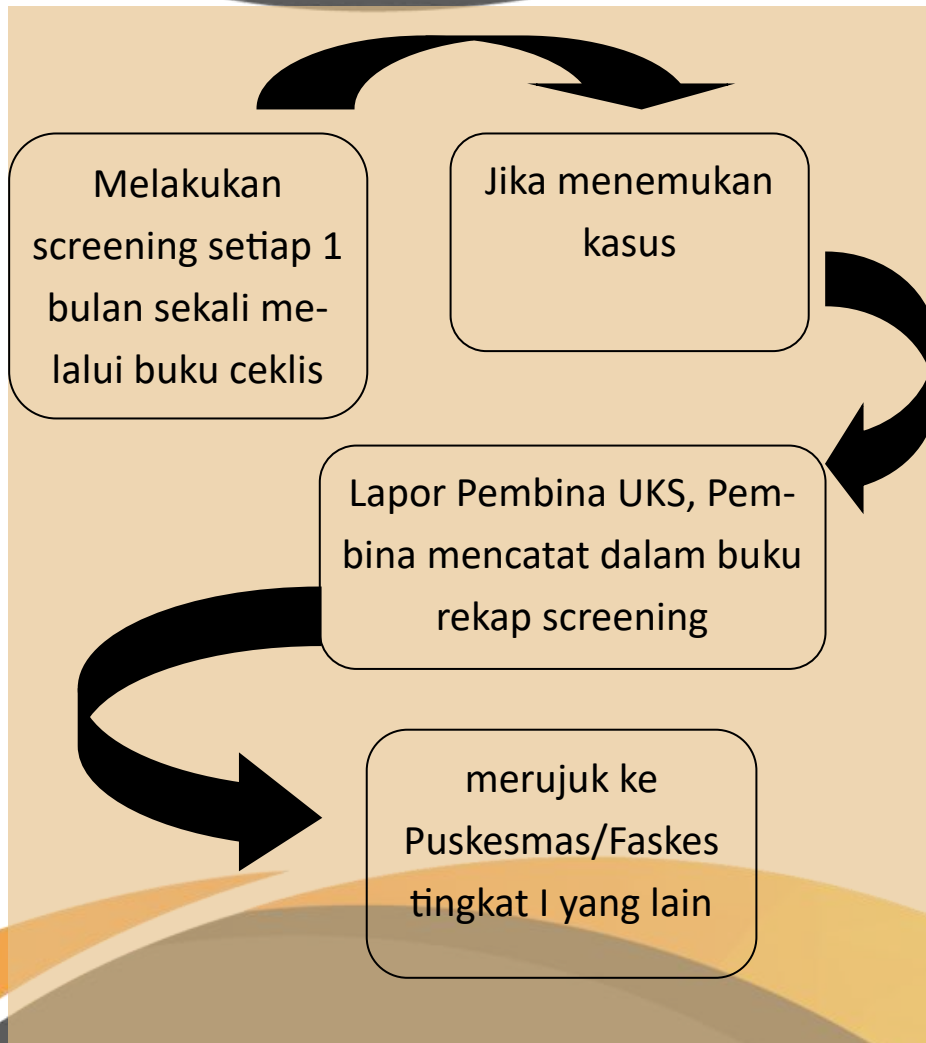 Melakukan
screening setiap 1
bulan sekali me-
lalui buku ceklis
Jika menemukan
kasus
Lapor Pembina UKS, Pem-
bina mencatat dalam buku
rekap screening
merujuk ke
Puskesmas/Faskes
tingkat I yang lain